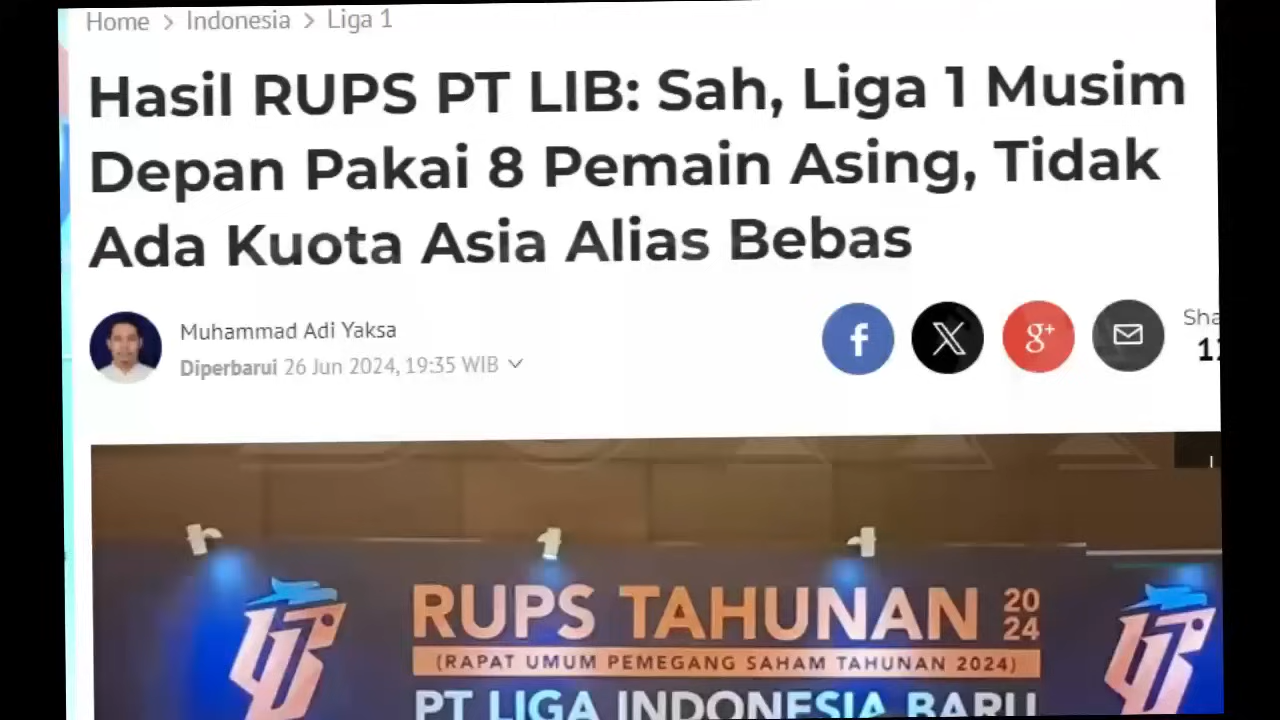 Home > Indonesia > Liga 1
Hasil RUPS PT LIB: Sah, Liga 1 Musim
Depan Pakai 8 Pemain Asing, Tidak
Ada Kuota Asia Alias Bebas
Muhammad Adi Yaksa
Diperbarui 26 Jun 2024, 19:35 WIB
RUPS TAHUNAN 2024
(RAPAT UMUM PEMEGANG SAHAM TAHUNAN 2024)
PT LIGA INDONESIA BARU